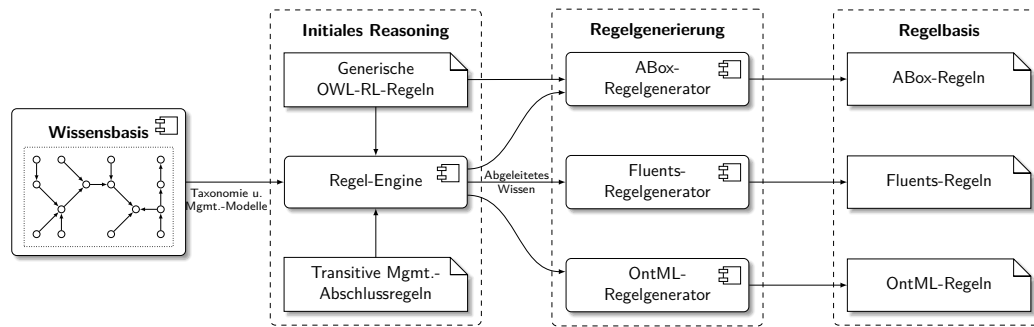 Wissensbasis
Taxonomie u.
Mgmt.-Modelle
Initiales Reasoning
Generische
OWL-RL-Regeln
Regel-Engine
Transitive Mgmt.-
Abschlussregeln
Abgeleitetes
Wissen
Regelgenerierung
ABox-
Regelgenerator
Fluents-
Regelgenerator
OntML-
Regelgenerator
Regelbasis
ABox-Regeln
Fluents-Regeln
OntML-Regeln